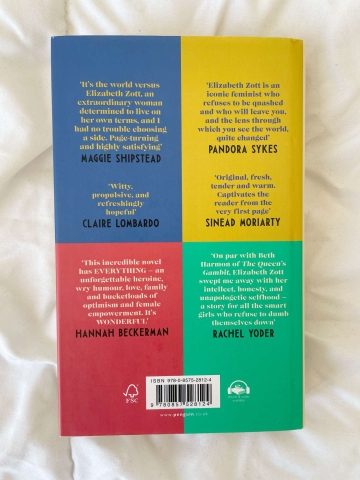 'It's the world versus
Elizabeth Zott, an
extraordinary woman
determined to live on
her own terms, and I
had no trouble choosing
a side. Page-turning
and highly satisfying'
MAGGIE SHIPSTEAD
'Witty,
propulsive, and
refreshingly
hopeful'
CLAIRE LOMBARDO
'Elizabeth Zott is an
iconic feminist who
refuses to be quashed
and who will leave you,
and the lens through
which you see the world,
quite changed'
PANDORA SYKES
'Original, fresh,
tender and warm.
Captivates the
reader from the
very first page'
SINEAD MORIARTY
'This incredible novel
has EVERYTHING – an
unforgettable heroine,
wry humour, love, family
and bucketloads of
optimism and female
empowerment. It's
WONDERFUL'
HANNAH BECKERMAN
'On par with Beth
Harmon of The Queen's
Gambit, Elizabeth Zott
swept me away with her
intellect, honesty, and
unapologetic selfhood –
a story for all the smart
girls who refuse to dumb
themselves down'
RACHEL YODER
FSC
ISBN 978-0-8575-2812-4
9 780857 528124
www.penguin.co.uk